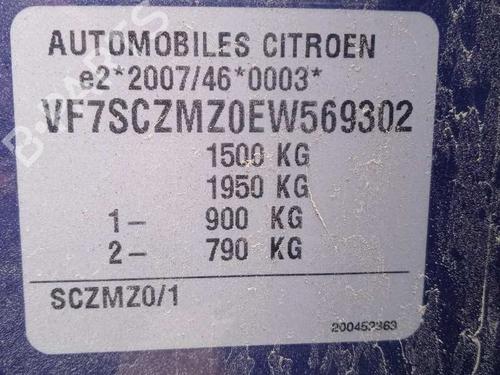 AUTOMOBILES CITROEN
e2*2007/46*0003*
VF7SCZMZ0EW569302
1500 KG
1950 KG
1- 900 KG
2- 790 KG
SCZMZ0/1
B-PARTS